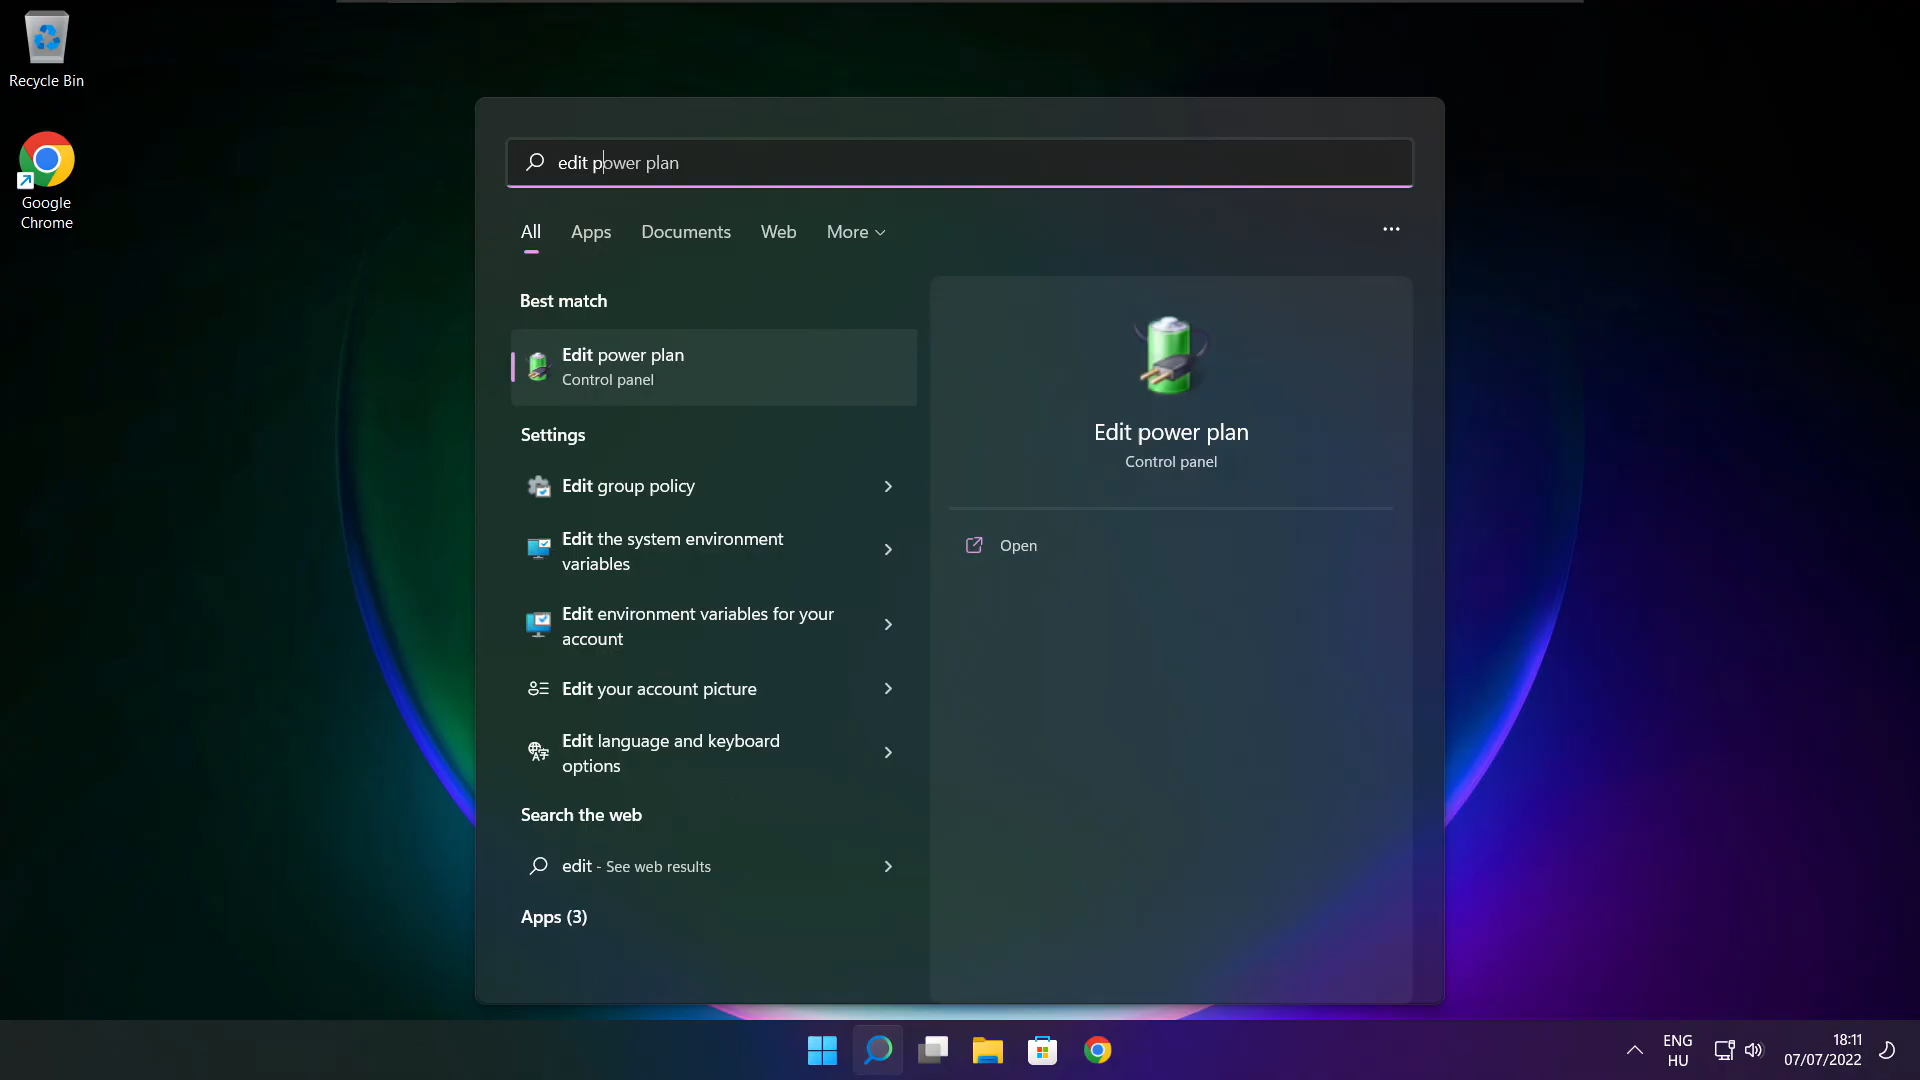 Recycle Bin
Google
Chrome
edit power plan
All Apps Documents Web More
Best match
Edit power plan
Control panel
Settings
Edit group policy
Edit the system environment
variables
Edit environment variables for your
account
Edit your account picture
Edit language and keyboard
options
Search the web
edit - See web results
Apps (3)
Edit power plan
Control panel
Open
ENG
HU
18:11
07/07/2022